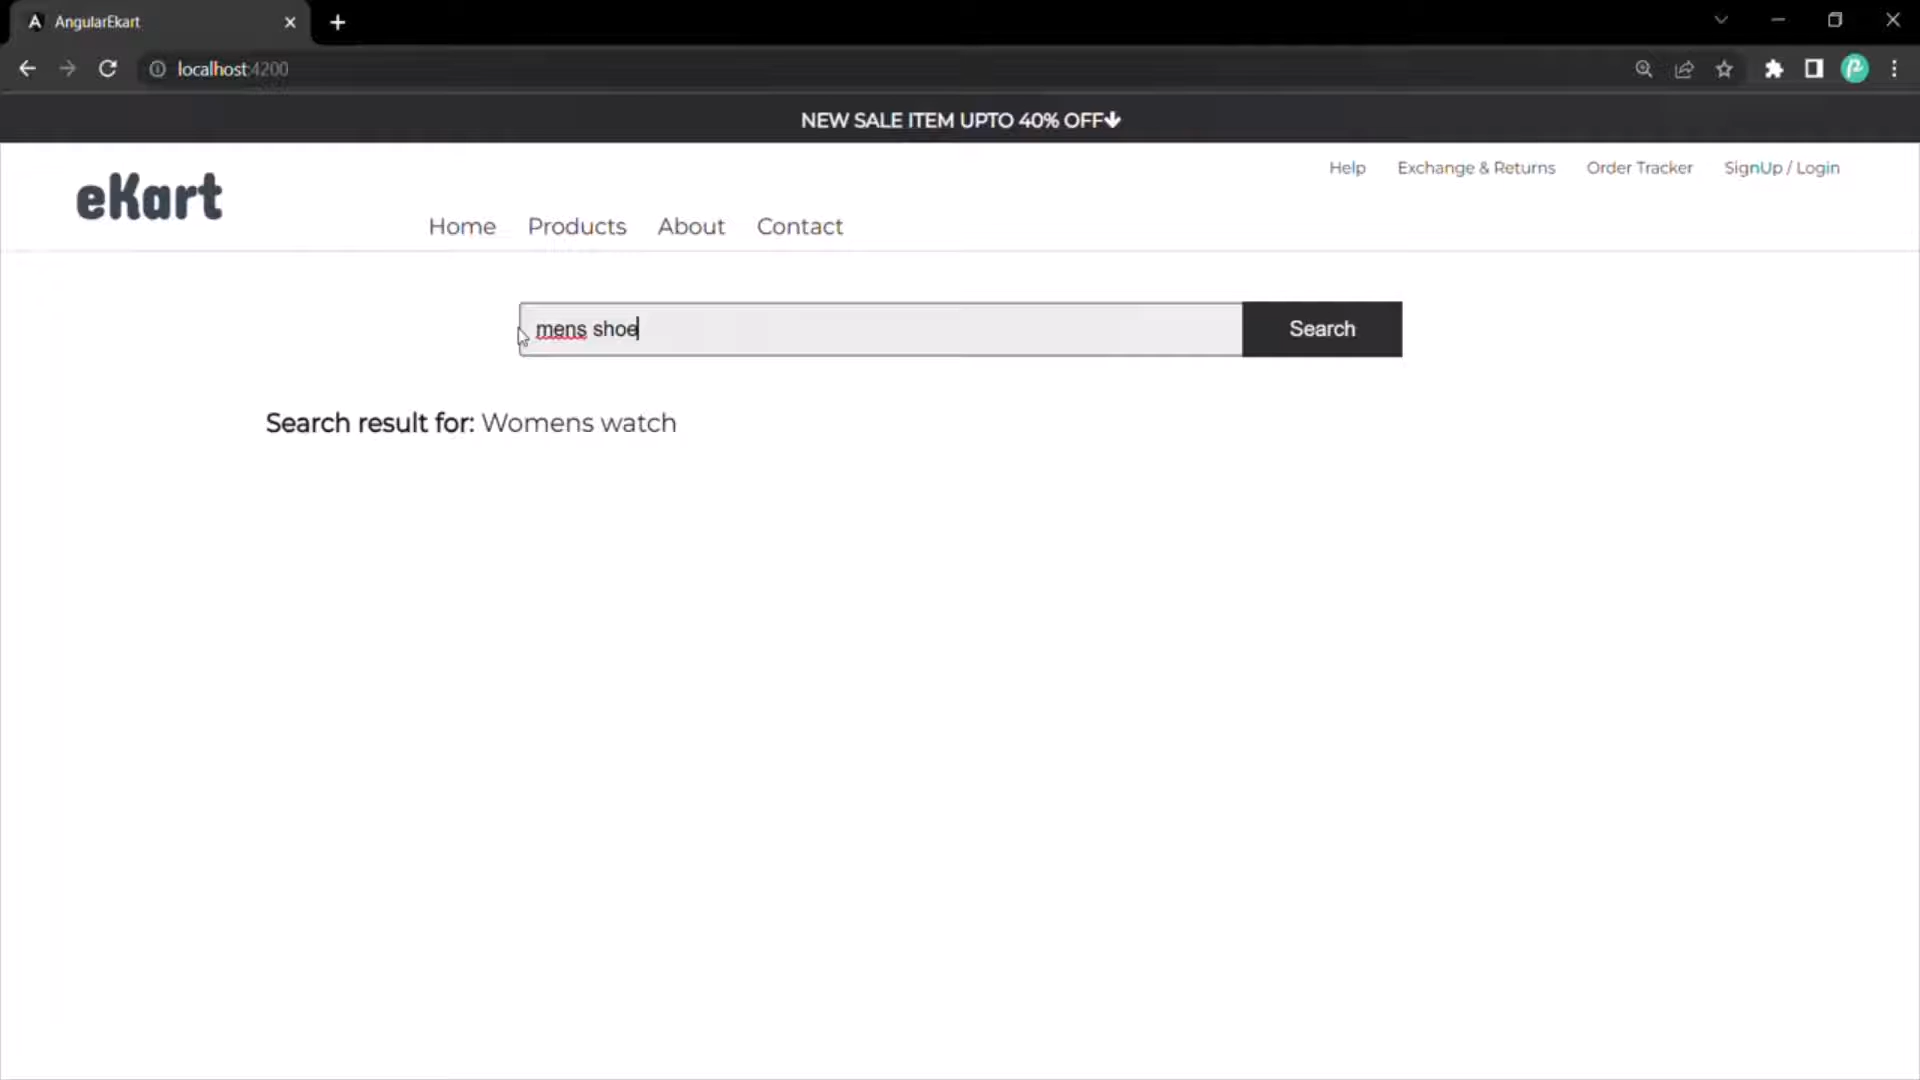 AngularEkart
localhost:4200
NEW SALE ITEM UPTO 40% OFF
Help Exchange & Returns Order Tracker SignUp / Login
eKart
Home Products About Contact
mens shoe Search
Search result for: Womens watch